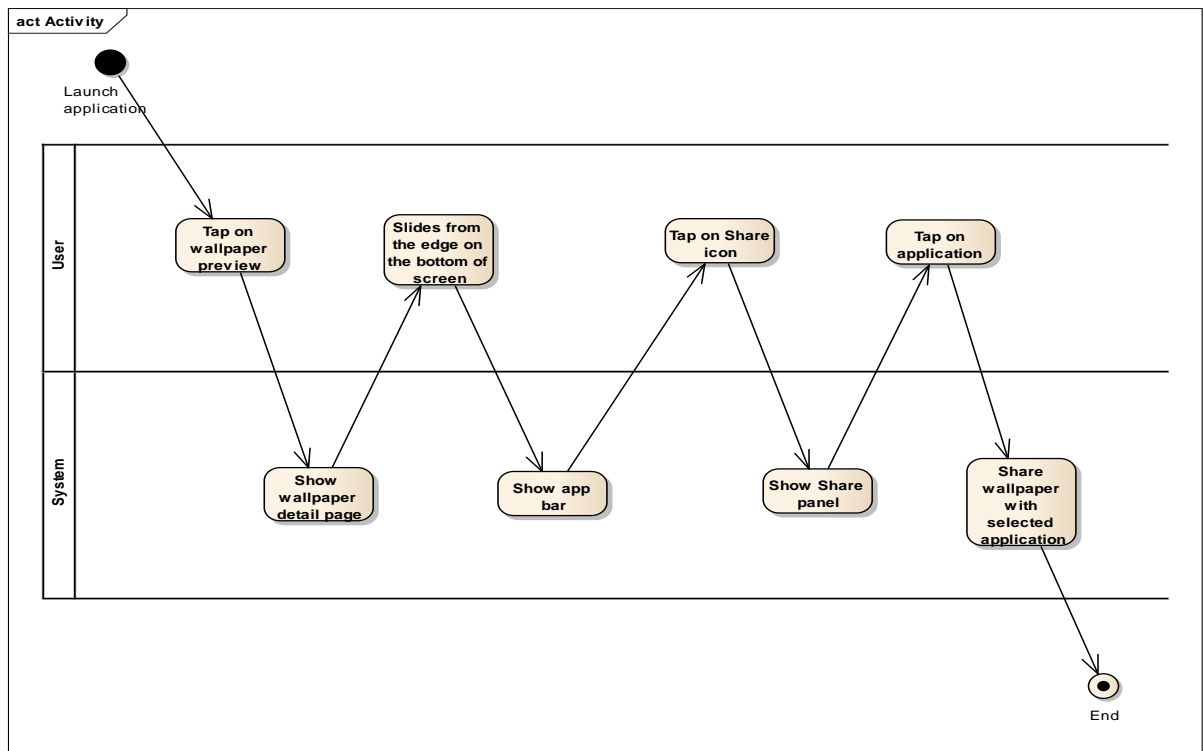 act Activity
Launch
application
User
Tap on
wallpaper
preview
Slides from
the edge on
the bottom of
screen
Tap on Share
icon
Tap on
application
System
Show
wallpaper
detail page
Show app
bar
Show Share
panel
Share
wallpaper
with
selected
application
End